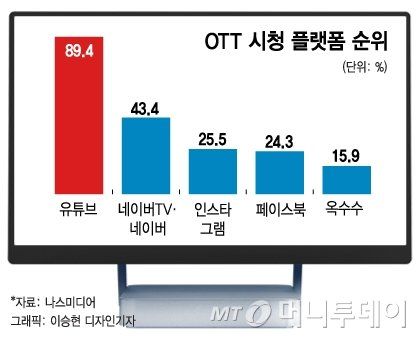 OTT 시청 플랫폼 순위
(단위: %)
89.4
43.4
25.5
24.3
15.9
유튜브
네이버TV·
네이버
인스타
그램
페이스북
옥수수
*자료: 나스미디어
그래픽: 이승현 디자인기자
MT 머니투데이